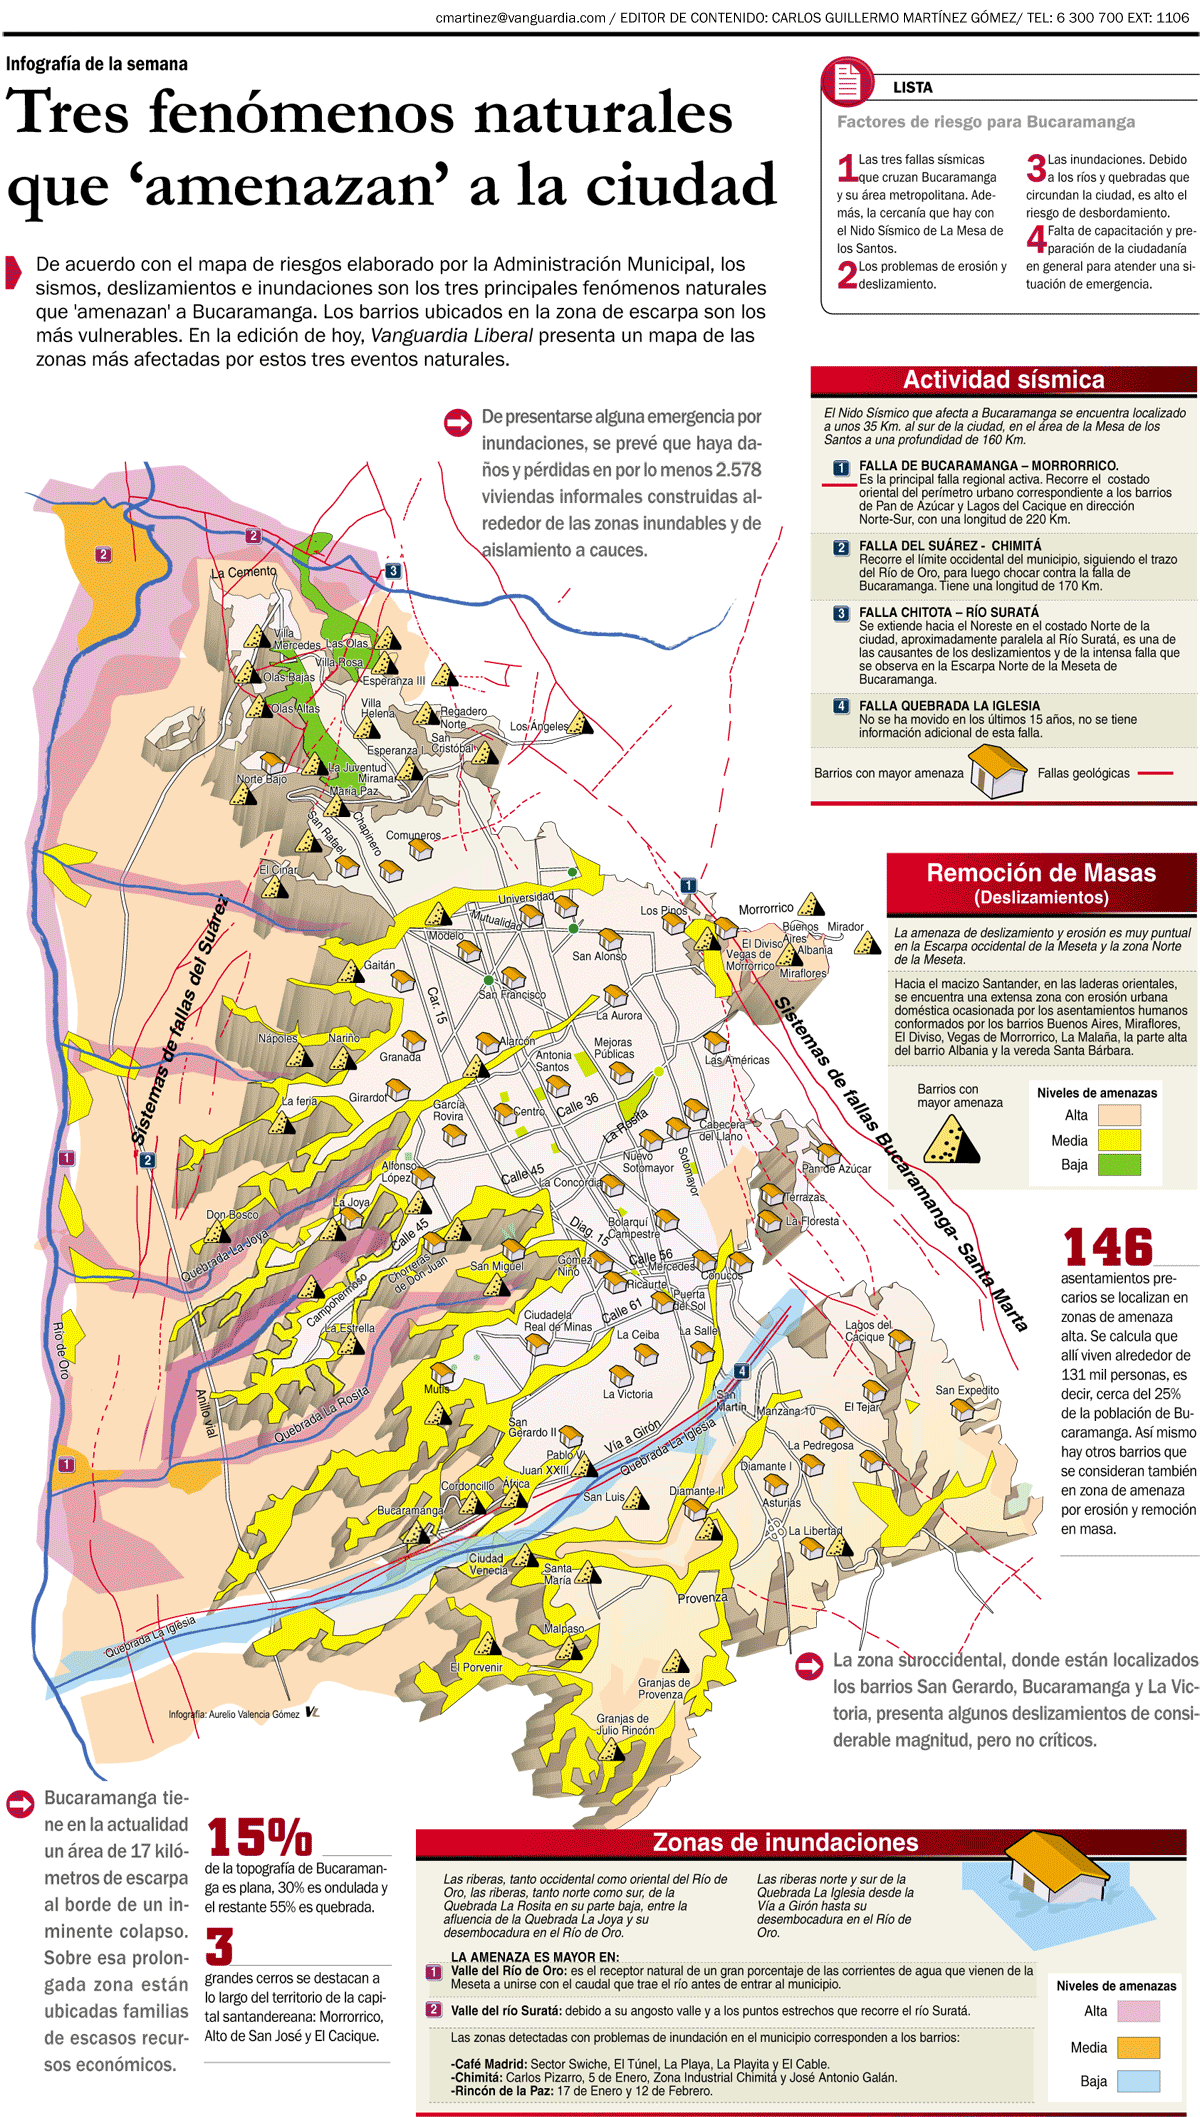 cmartinez@vanguardia.com / EDITOR DE CONTENIDO: CARLOS GUILLERMO MARTÍNEZ GÓMEZ/ TEL: 6 300 700 EXT: 1106
Infografía de la semana
Tres fenómenos naturales
que ‘amenazan’ a la ciudad
De acuerdo con el mapa de riesgos elaborado por la Administración Municipal, los
sismos, deslizamientos e inundaciones son los tres principales fenómenos naturales
que 'amenazan' a Bucaramanga. Los barrios ubicados en la zona de escarpa son los
más vulnerables. En la edición de hoy, Vanguardia Liberal presenta un mapa de las
zonas más afectadas por estos tres eventos naturales.
LISTA
Factores de riesgo para Bucaramanga
1 Las tres fallas sísmicas
que cruzan Bucaramanga
y su área metropolitana. Ade-
más, la cercanía que hay con
el Nido Sísmico de La Mesa de
los Santos.
2 Los problemas de erosión y
deslizamiento.
3 Las inundaciones. Debido
a los ríos y quebradas que
circundan la ciudad, es alto el
riesgo de desbordamiento.
4 Falta de capacitación y pre-
paración de la ciudadanía
en general para atender una si-
tuación de emergencia.
De presentarse alguna emergencia por
inundaciones, se prevé que haya da-
ños y pérdidas en por lo menos 2.578
viviendas informales construidas al-
rededor de las zonas inundables y de
aislamiento a cauces.
Actividad sísmica
El Nido Sísmico que afecta a Bucaramanga se encuentra localizado
a unos 35 Km. al sur de la ciudad, en el área de la Mesa de los
Santos a una profundidad de 160 Km.
1 FALLA DE BUCARAMANGA – MORRORRICO.
Es la principal falla regional activa. Recorre el costado
oriental del perímetro urbano correspondiente a los barrios
de Pan de Azúcar y Lagos del Cacique en dirección
Norte-Sur, con una longitud de 220 Km.
2 FALLA DEL SUÁREZ - CHIMITÁ
Recorre el límite occidental del municipio, siguiendo el trazo
del Río de Oro, para luego chocar contra la falla de
Bucaramanga. Tiene una longitud de 170 Km.
3 FALLA CHITOTA – RÍO SURATÁ
Se extiende hacia el Noreste en el costado Norte de la
ciudad, aproximadamente paralela al Río Suratá, es una de
las causantes de los deslizamientos y de la intensa falla que
se observa en la Escarpa Norte de la Meseta de
Bucaramanga.
4 FALLA QUEBRADA LA IGLESIA
No se ha movido en los últimos 15 años, no se tiene
información adicional de esta falla.
Barrios con mayor amenaza
Fallas geológicas
Remoción de Masas
(Deslizamientos)
La amenaza de deslizamiento y erosión es muy puntual
en la Escarpa occidental de la Meseta y la zona Norte
de la Meseta.
Hacia el macizo Santander, en las laderas orientales,
se encuentra una extensa zona con erosión urbana
doméstica ocasionada por los asentamientos humanos
conformados por los barrios Buenos Aires, Miraflores,
El Diviso, Vegas de Morrorrico, La Malaña, la parte alta
del barrio Albania y la vereda Santa Bárbara.
Barrios con
mayor amenaza
Niveles de amenazas
Alta
Media
Baja
146
asentamientos pre-
carios se localizan en
zonas de amenaza
alta. Se calcula que
allí viven alrededor de
131 mil personas, es
decir, cerca del 25%
de la población de Bu-
caramanga. Así mismo
hay otros barrios que
se consideran también
en zona de amenaza
por erosión y remoción
en masa.
2
2
3
La Cemento
Villa
Mercedes
Las Olas
Villa Rosa
Olas Bajas
Esperanza III
Olas Altas
Villa
Helena
Regadero
Norte
Los Ángeles
San
Cristóbal
Esperanza I
La Juventud
Miramar
Norte Bajo
María Paz
San Rafael
Chapinero
Comuneros
El Cinar
Universidad
Mutualidad
Modelo
1
Los Pinos
Morrorrico
Buenos
Aires
Mirador
El Diviso
Albania
Vegas de
Morrorrico
Miraflores
San Alonso
Gaitán
Car. 15
San Francisco
La Aurora
Sistemas de fallas del Suárez
Sistemas de fallas Bucaramanga- Santa Marta
Nápoles
Nariño
Granada
Alarcón
Antonia
Santos
Mejoras
Públicas
Las Américas
La feria
Girardot
García
Rovira
Centro
Calle 36
La Rosita
Cabecera
del Llano
Nuevo
Sotomayor
Sotomayor
1
2
Alfonso
López
Calle 45
La Concordia
Pan de Azúcar
Terrazas
La Floresta
Don Bosco
La Joya
Calle 45
Quebrada La Joya
Diag. 15
Bolarquí
Campestre
Calle 56
Mercedes
Conucos
Chorreras
de Don Juan
San Miguel
Gómez
Niño
Ricaurte
Campohermoso
Puerta
del Sol
Calle 61
Río de Oro
La Estrella
Ciudadela
Real de Minas
La Ceiba
La Salle
Lagos del
Cacique
Anillo vial
Quebrada La Rosita
Mutis
La Victoria
4
San
Martín
Manzana 10
El Tejar
San Expedito
San
Gerardo II
Vía a Girón
Quebrada La Iglesia
Pablo VI
Juan XXIII
La Pedregosa
1
Cordoncillo
África
San Luis
Diamante I
Diamante II
Asturias
Bucaramanga
La Libertad
Ciudad
Venecia
Santa
María
Provenza
Quebrada La Iglesia
Malpaso
El Porvenir
Granjas de
Provenza
Granjas de
Julio Rincón
Infografía: Aurelio Valencia Gómez VL
La zona suroccidental, donde están localizados
los barrios San Gerardo, Bucaramanga y La Vic-
toria, presenta algunos deslizamientos de consi-
derable magnitud, pero no críticos.
Bucaramanga tie-
ne en la actualidad
un área de 17 kiló-
metros de escarpa
al borde de un in-
minente colapso.
Sobre esa prolon-
gada zona están
ubicadas familias
de escasos recur-
sos económicos.
15%
de la topografía de Bucaraman-
ga es plana, 30% es ondulada y
el restante 55% es quebrada.
3
grandes cerros se destacan a
lo largo del territorio de la capi-
tal santandereana: Morrorrico,
Alto de San José y El Cacique.
Zonas de inundaciones
Las riberas, tanto occidental como oriental del Río de
Oro, las riberas, tanto norte como sur, de la
Quebrada La Rosita en su parte baja, entre la
afluencia de la Quebrada La Joya y su
desembocadura en el Río de Oro.
Las riberas norte y sur de la
Quebrada La Iglesia desde la
Vía a Girón hasta su
desembocadura en el Río de
Oro.
LA AMENAZA ES MAYOR EN:
1 Valle del Río de Oro: es el receptor natural de un gran porcentaje de las corrientes de agua que vienen de la
Meseta a unirse con el caudal que trae el río antes de entrar al municipio.
2 Valle del río Suratá: debido a su angosto valle y a los puntos estrechos que recorre el río Suratá.
Las zonas detectadas con problemas de inundación en el municipio corresponden a los barrios:
-Café Madrid: Sector Swiche, El Túnel, La Playa, La Playita y El Cable.
-Chimitá: Carlos Pizarro, 5 de Enero, Zona Industrial Chimitá y José Antonio Galán.
-Rincón de la Paz: 17 de Enero y 12 de Febrero.
Niveles de amenazas
Alta
Media
Baja